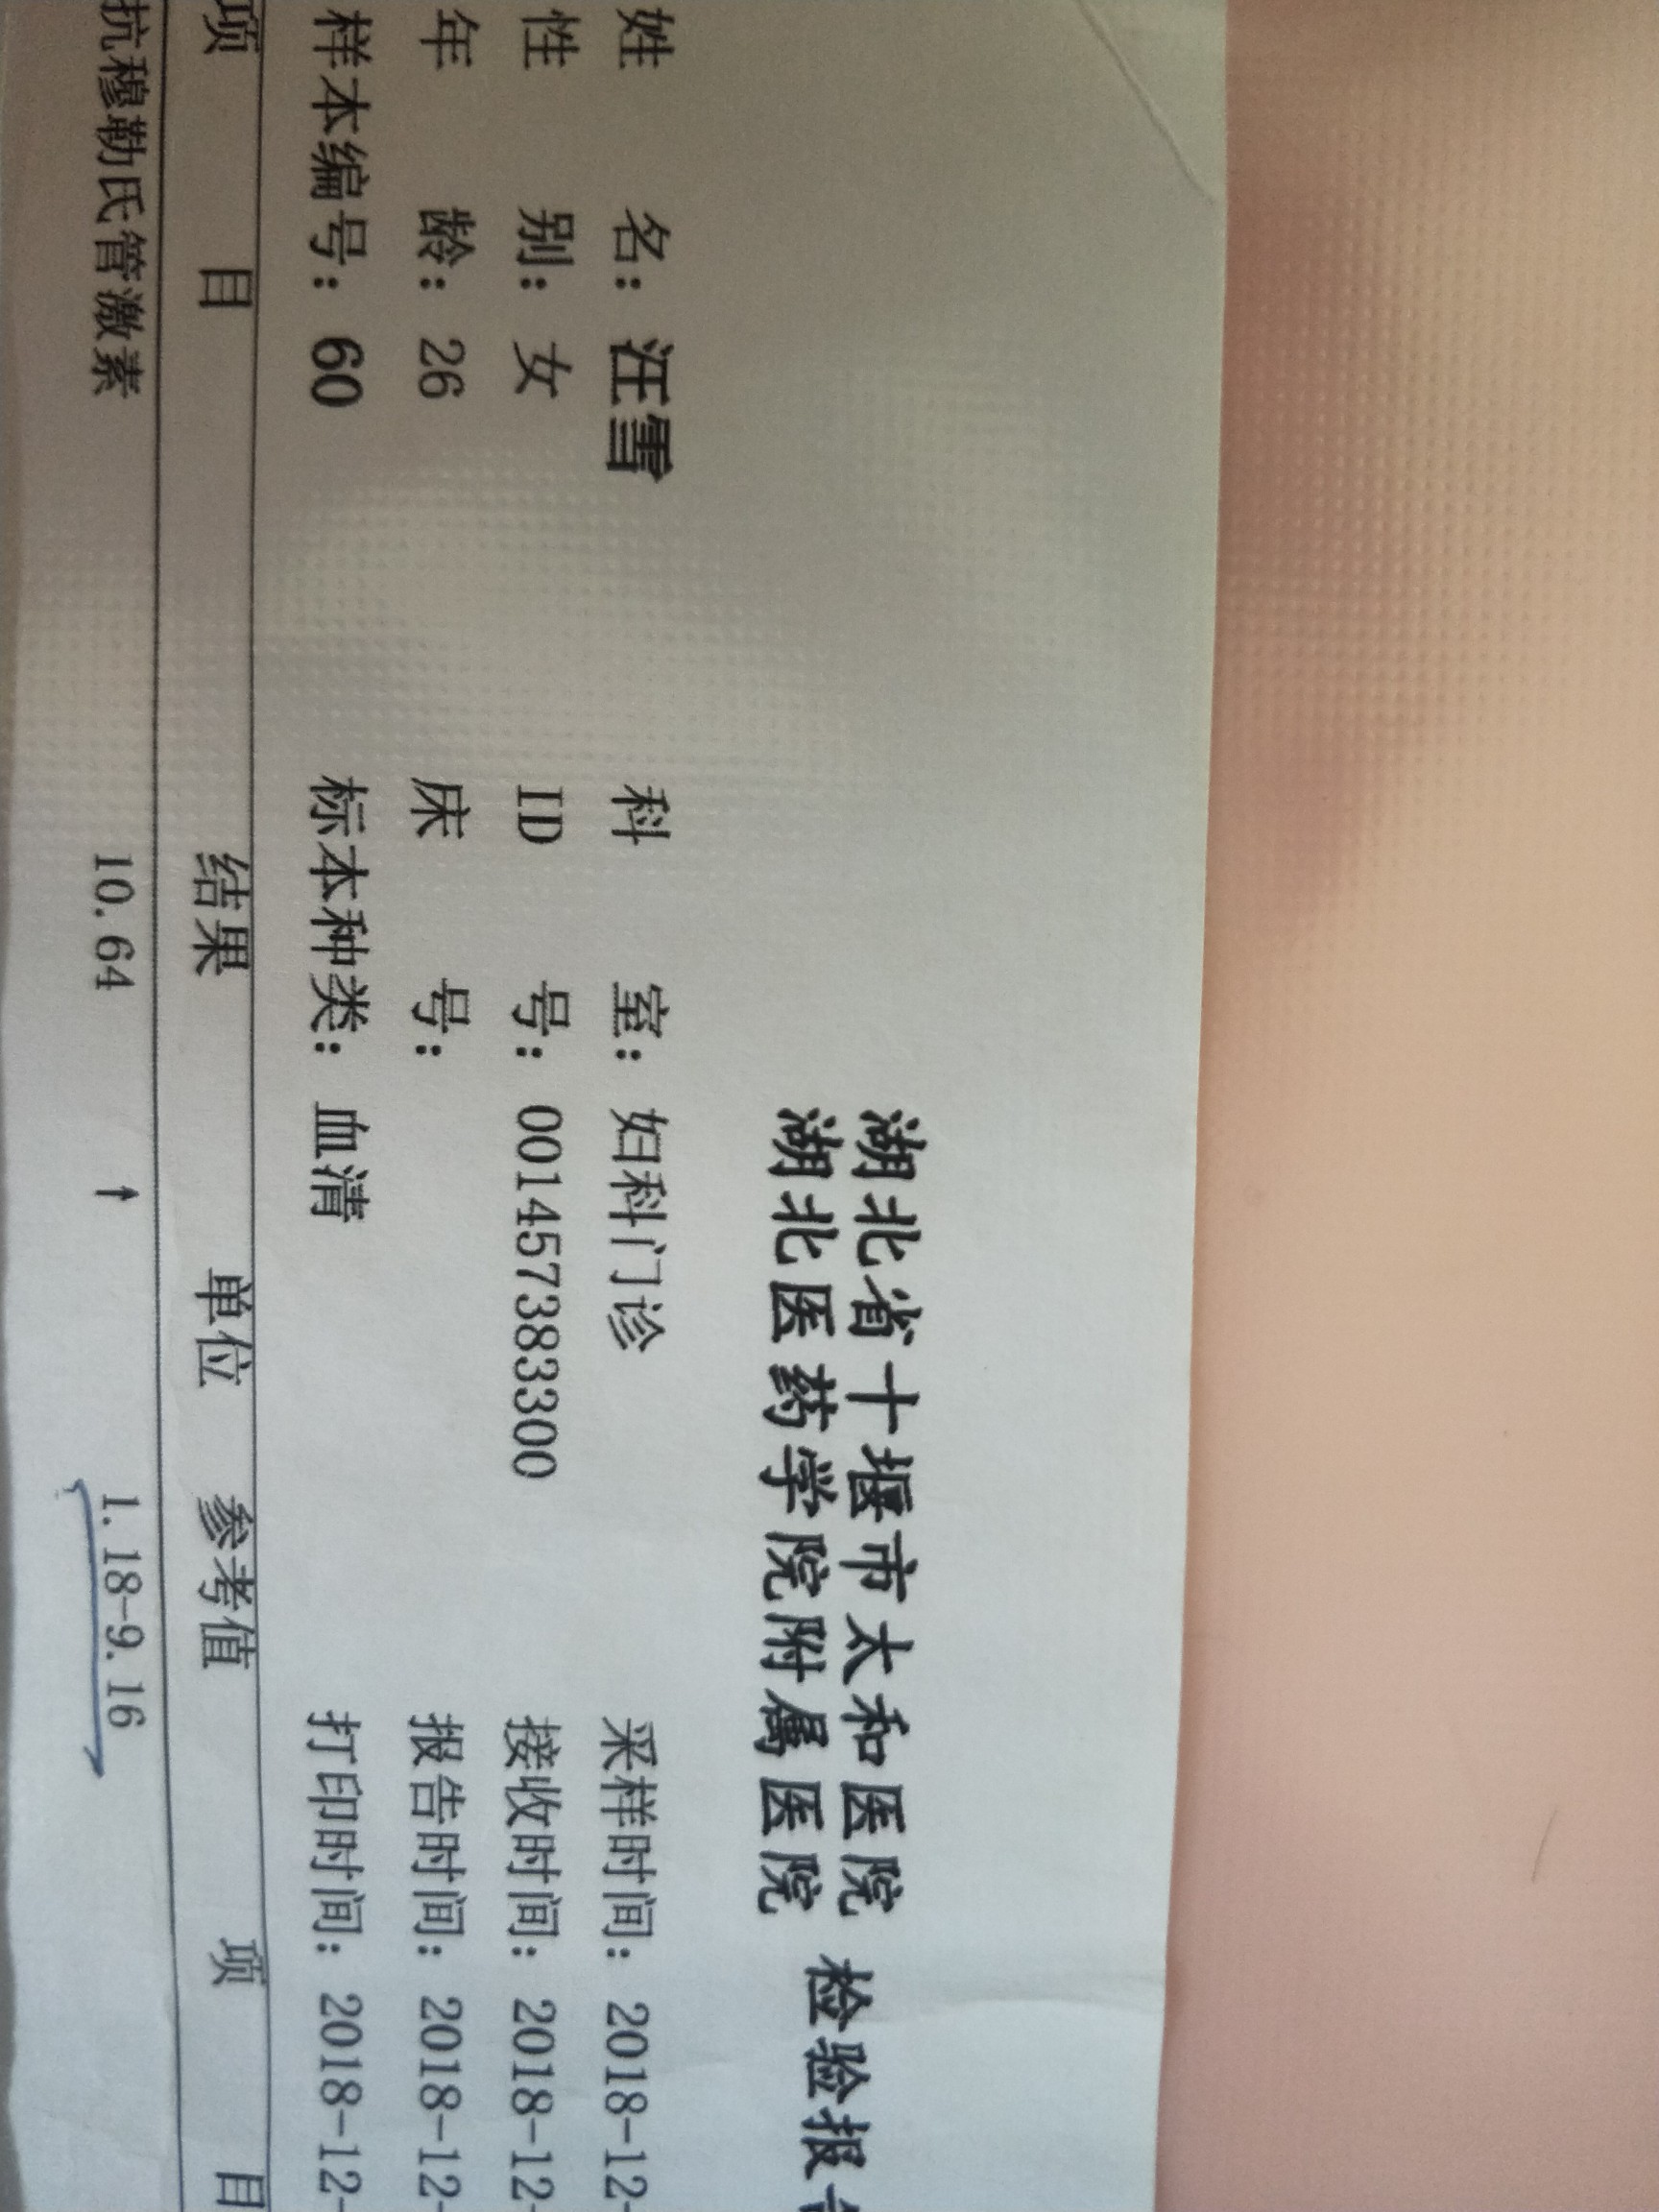 湖北省十堰市太和医院
湖北医药学院附属医院 检验报告
姓 名: 汪雪 科 室: 妇科门诊 采样时间: 2018-12-
性 别: 女 ID 号: 001457383300 接收时间: 2018-12-
年 龄: 26 床 号: 报告时间: 2018-12-
样本编号: 60 标本种类: 血清 打印时间: 2018-12-
项 目 结果 单位 参考值 项 目
抗穆勒氏管激素 10.64 ↑ 1.18-9.16